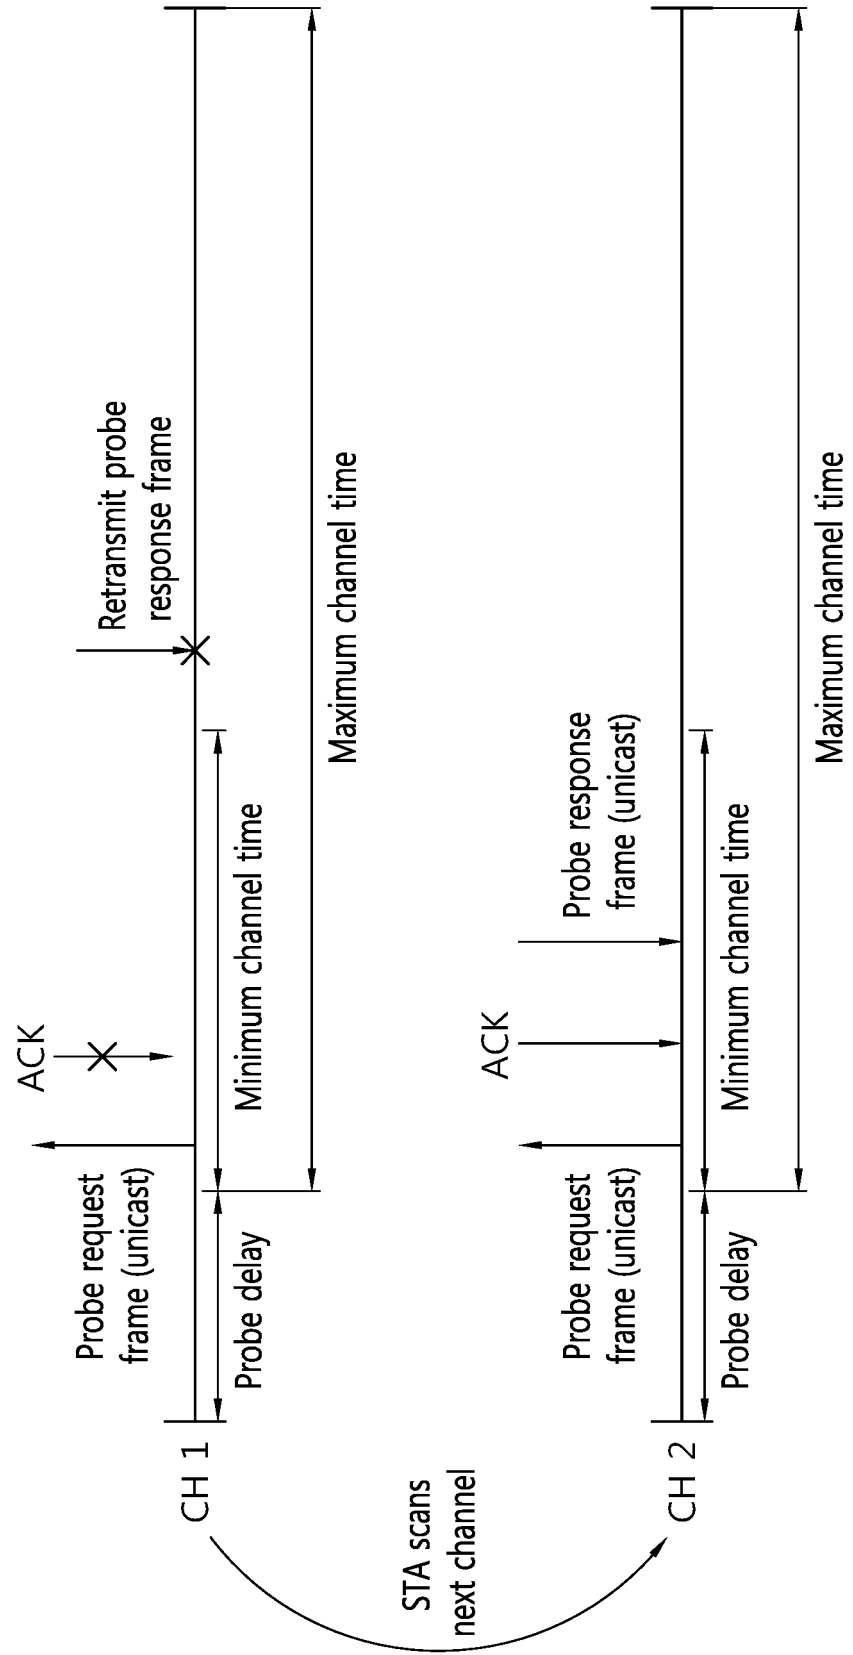 CH 1
Probe request
frame (unicast)
ACK
Retransmit probe
response frame
Probe delay
Minimum channel time
Maximum channel time
STA scans
next channel
CH 2
Probe request
frame (unicast)
ACK
Probe response
frame (unicast)
Probe delay
Minimum channel time
Maximum channel time